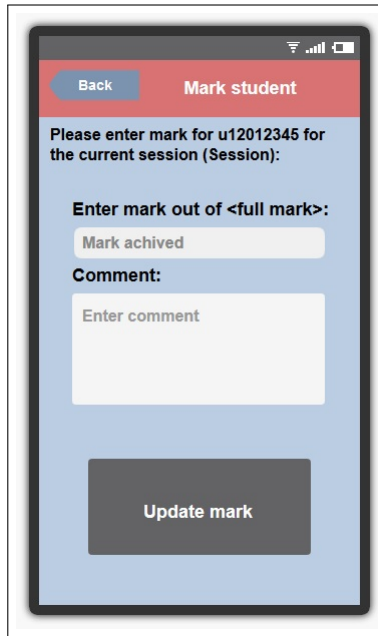 Back
Mark student
Please enter mark for u12012345 for
the current session (Session):
Enter mark out of <full mark>:
Mark achived
Comment:
Enter comment
Update mark